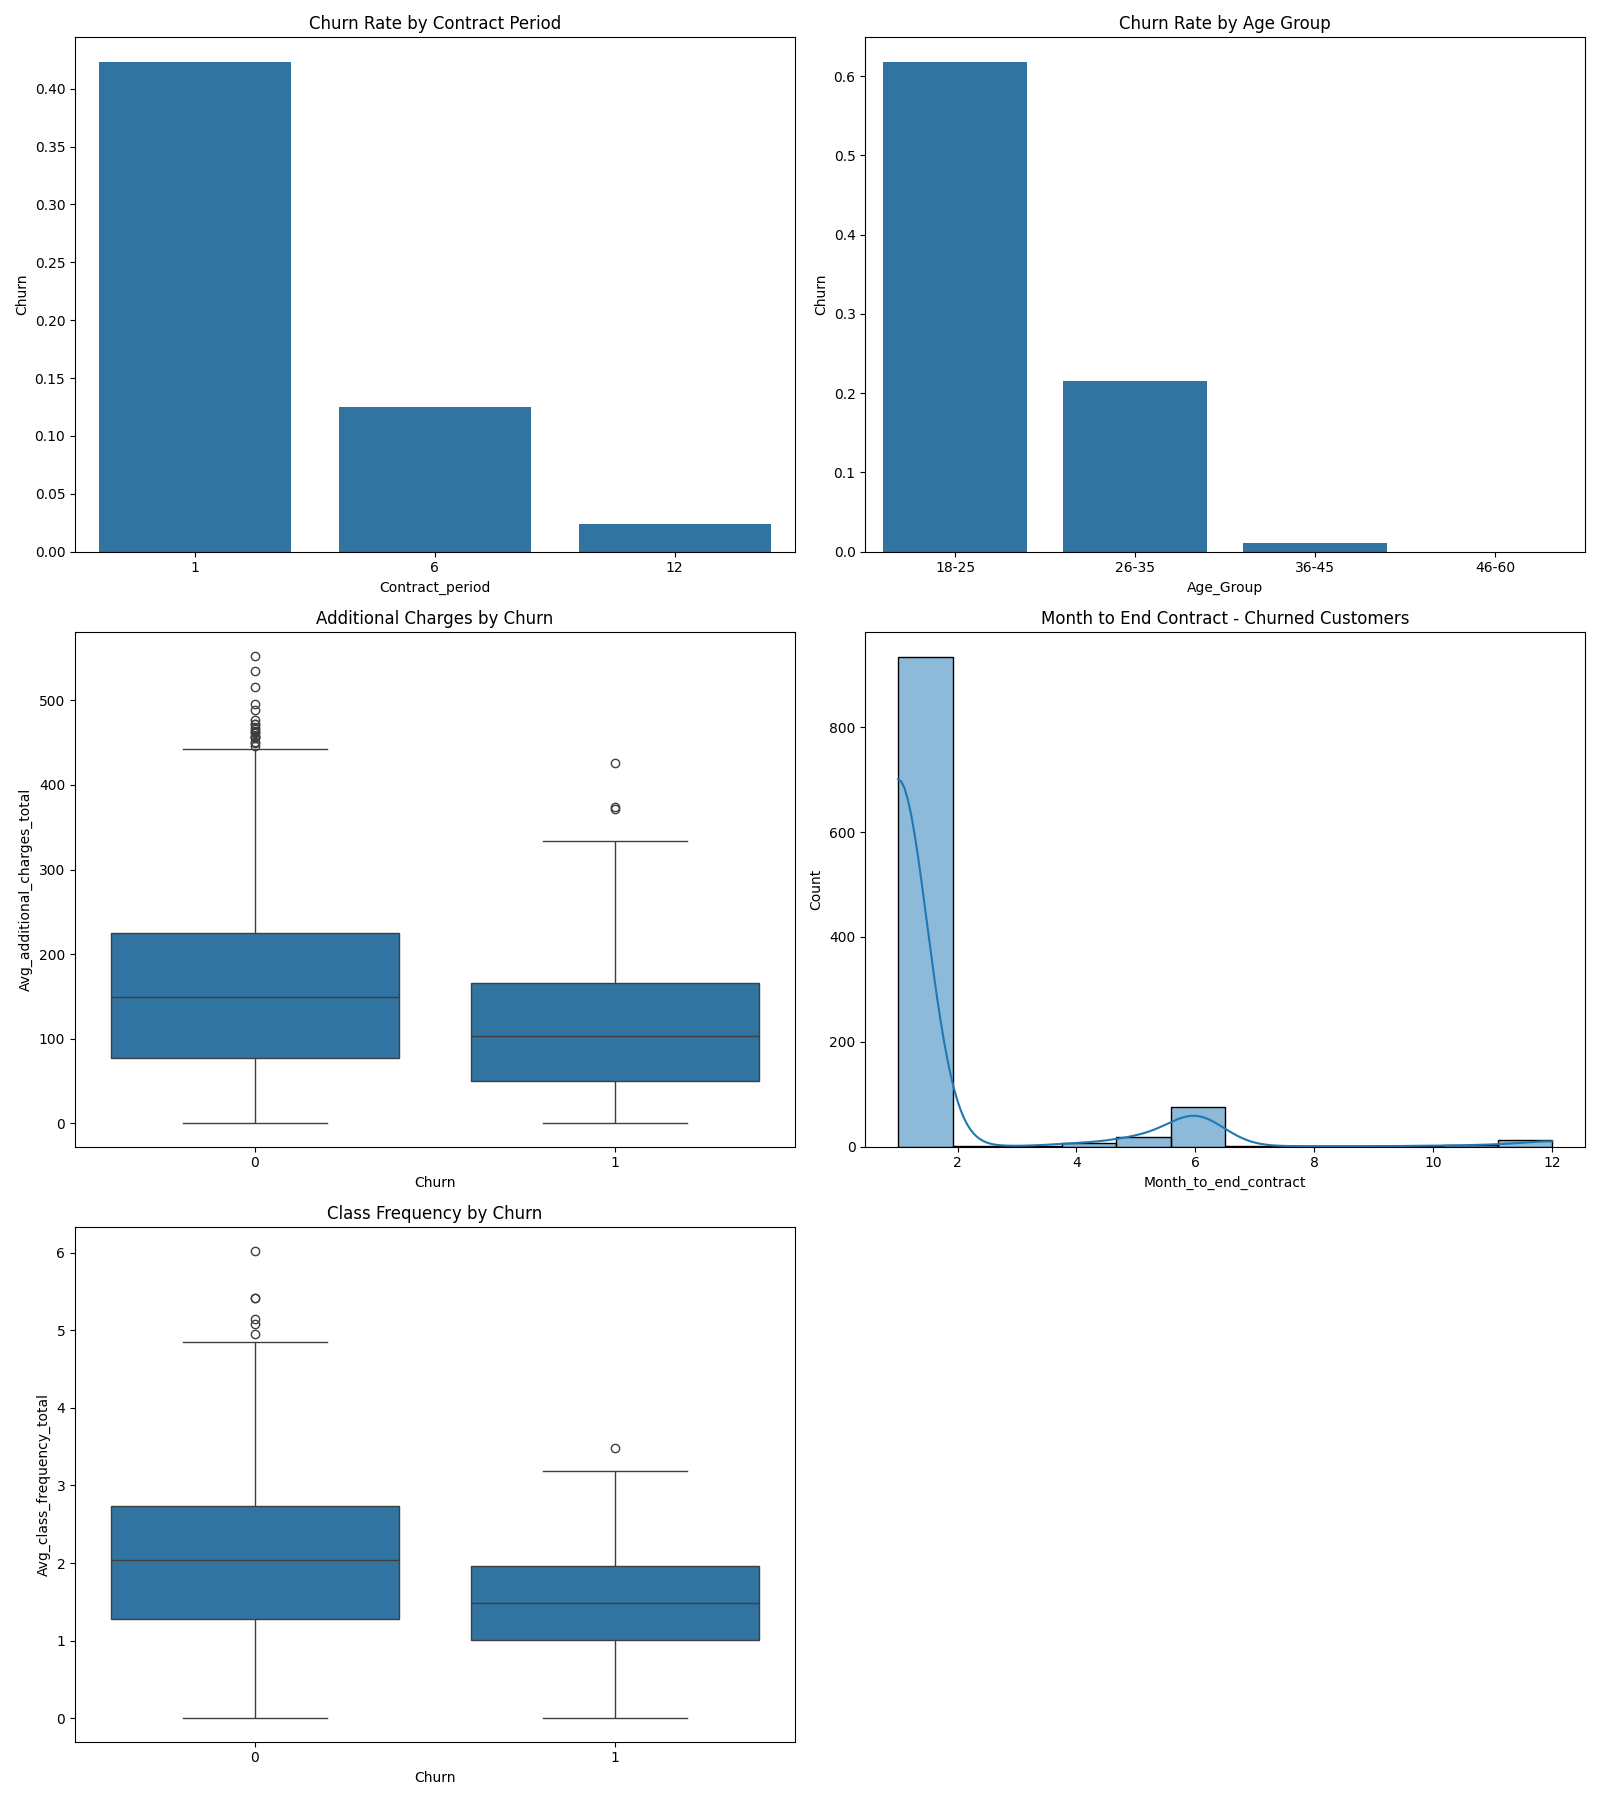 Churn Rate by Contract Period
Churn
0.40
0.35
0.30
0.25
0.20
0.15
0.10
0.05
0.00
1 6 12
Contract_period
Churn Rate by Age Group
Churn
0.6
0.5
0.4
0.3
0.2
0.1
0.0
18-25 26-35 36-45 46-60
Age_Group
Additional Charges by Churn
Avg_additional_charges_total
500
400
300
200
100
0
0 1
Churn
Month to End Contract - Churned Customers
Count
800
600
400
200
0
2 4 6 8 10 12
Month_to_end_contract
Class Frequency by Churn
Avg_class_frequency_total
6
5
4
3
2
1
0
0 1
Churn